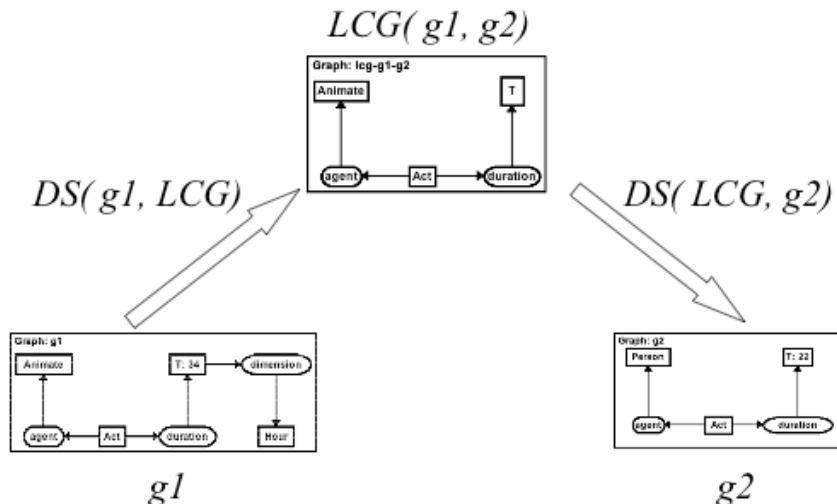 LCG( g1, g2)
Graph: lcg-g1-g2
Animate T
agent Act duration
DS( g1, LCG) DS( LCG, g2)
Graph: g1
Animate T: 34 dimension
agent Act duration Hour
g1
Graph: g2
Person T: 22
agent Act duration
g2